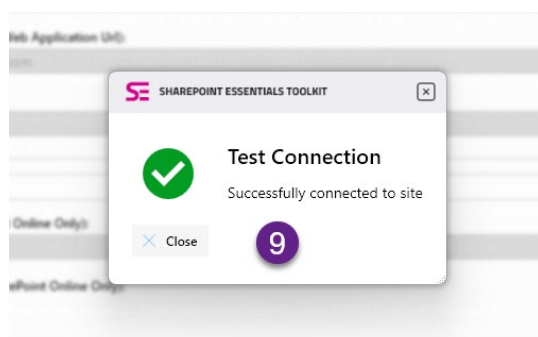 Web Application Url):
SE SHAREPOINT ESSENTIALS TOOLKIT
Test Connection
Successfully connected to site
Close
9
Online Only):
Point Online Only):